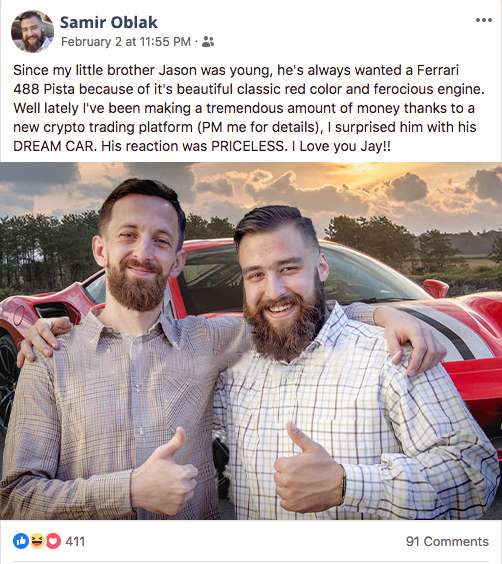 Samir Oblak
February 2 at 11:55 PM ·
Since my little brother Jason was young, he's always wanted a Ferrari
488 Pista because of it's beautiful classic red color and ferocious engine.
Well lately I've been making a tremendous amount of money thanks to a
new crypto trading platform (PM me for details), I surprised him with his
DREAM CAR. His reaction was PRICELESS. I Love you Jay!!
411
91 Comments